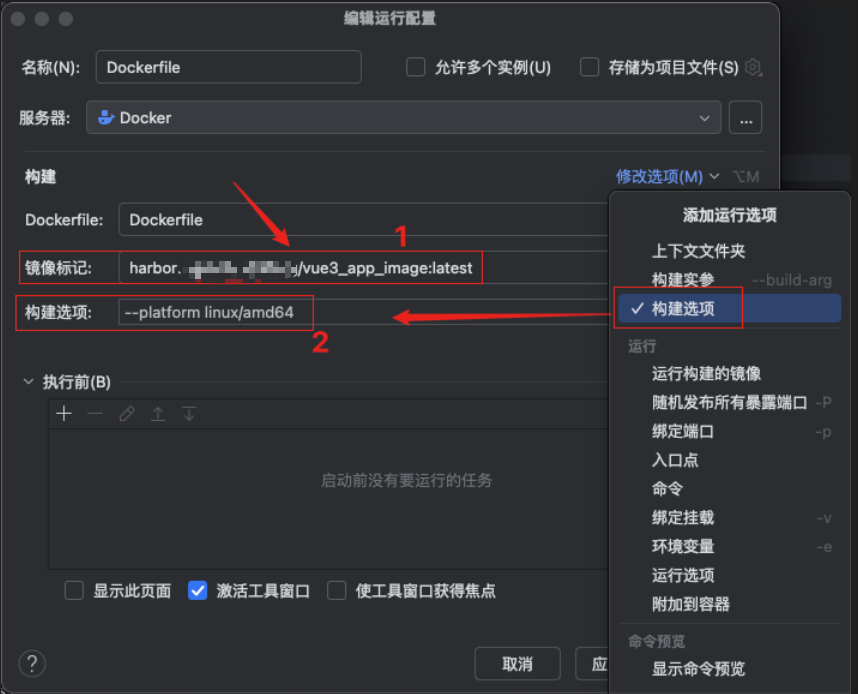 编辑运行配置
名称(N): Dockerfile 允许多个实例(U) 存储为项目文件(S)
服务器: Docker ...
构建 修改选项(M) ⌥M
Dockerfile: Dockerfile
1
镜像标记: harbor. /vue3_app_image:latest
构建选项: --platform linux/amd64
2
执行前(B)
启动前没有要运行的任务
显示此页面 激活工具窗口 使工具窗口获得焦点
? 取消 应
添加运行选项
上下文文件夹
构建实参 --build-arg
构建选项
运行
运行构建的镜像
随机发布所有暴露端口 -P
绑定端口 -p
入口点
命令
绑定挂载 -v
环境变量 -e
运行选项
附加到容器
命令预览
显示命令预览